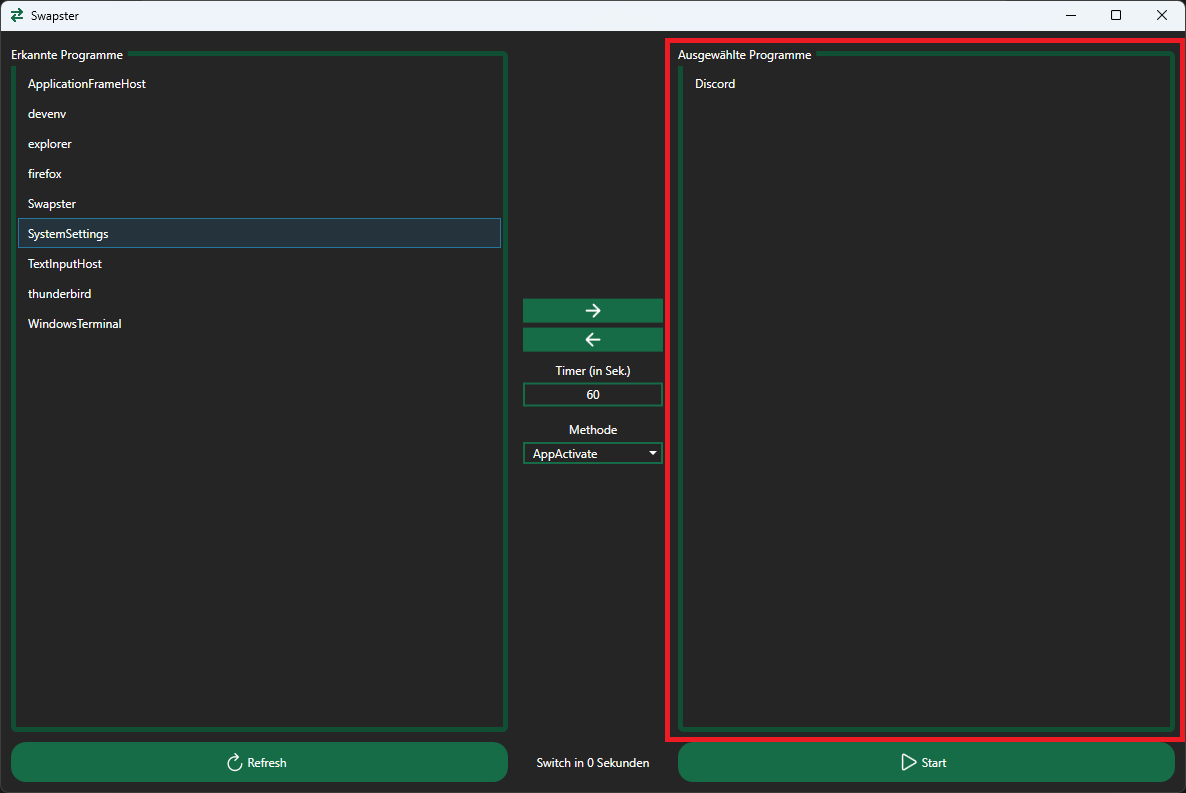 Swapster
Erkannte Programme
ApplicationFrameHost
devenv
explorer
firefox
Swapster
SystemSettings
TextInputHost
thunderbird
WindowsTerminal
Timer (in Sek.)
60
Methode
AppActivate
Ausgewählte Programme
Discord
Refresh
Switch in 0 Sekunden
Start